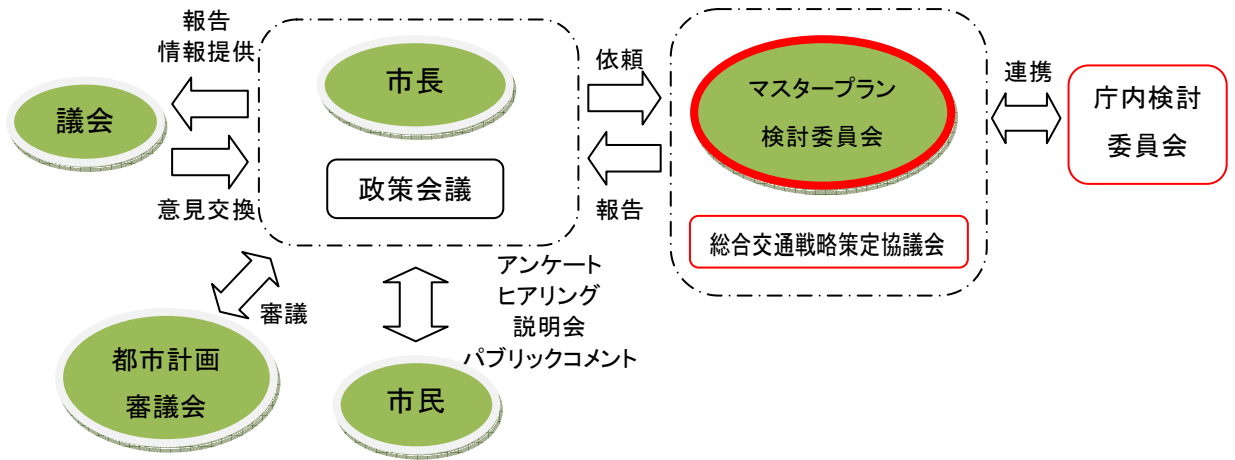 報告
情報提供
議会
意見交換
市長
政策会議
依頼
報告
マスタープラン
検討委員会
総合交通戦略策定協議会
連携
庁内検討
委員会
審議
都市計画
審議会
アンケート
ヒアリング
説明会
パブリックコメント
市民